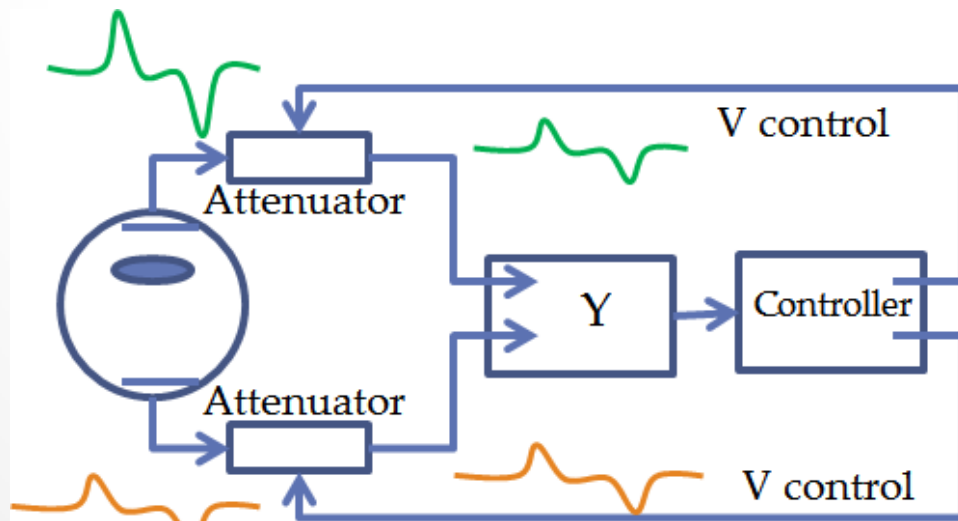 V control
Attenuator
Y
Controller
Attenuator
V control